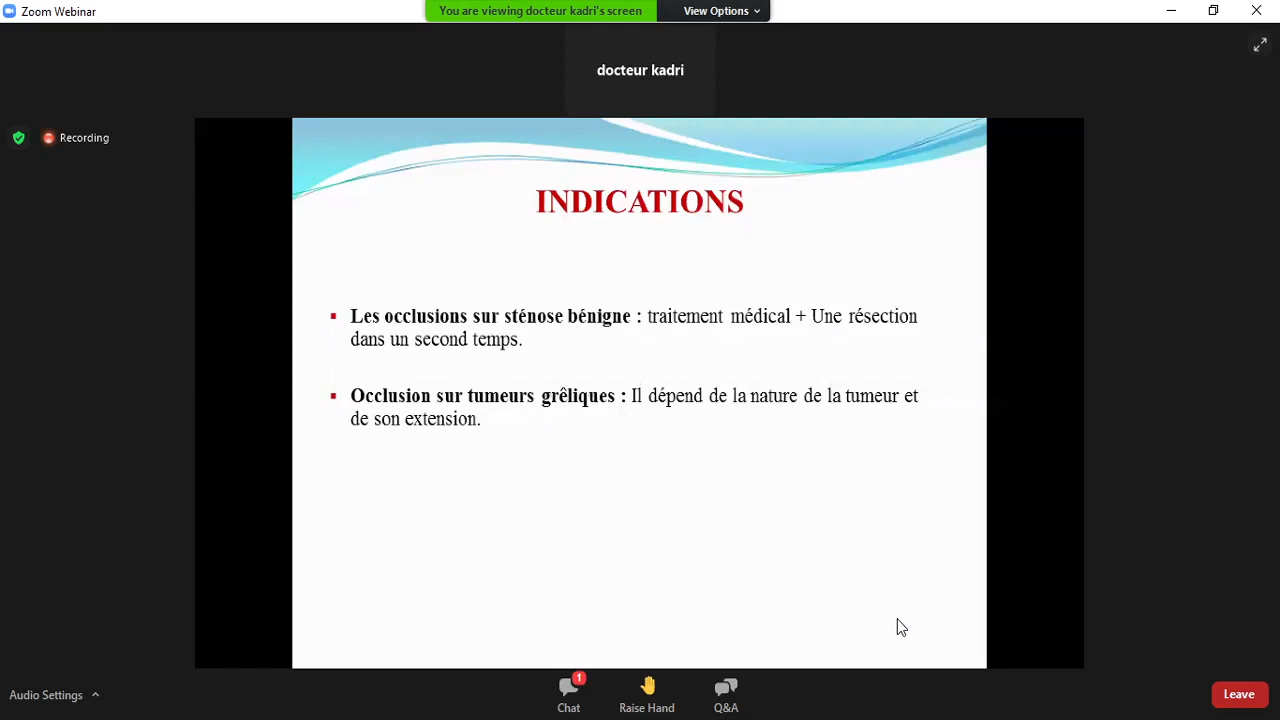 Zoom Webinar
You are viewing docteur kadri's screen
View Options
docteur kadri
Recording
INDICATIONS
Les occlusions sur sténose bénigne : traitement médical + Une résection
dans un second temps.
Occlusion sur tumeurs grêliques : Il dépend de la nature de la tumeur et
de son extension.
Audio Settings
1
Chat
Raise Hand
Q&A
Leave